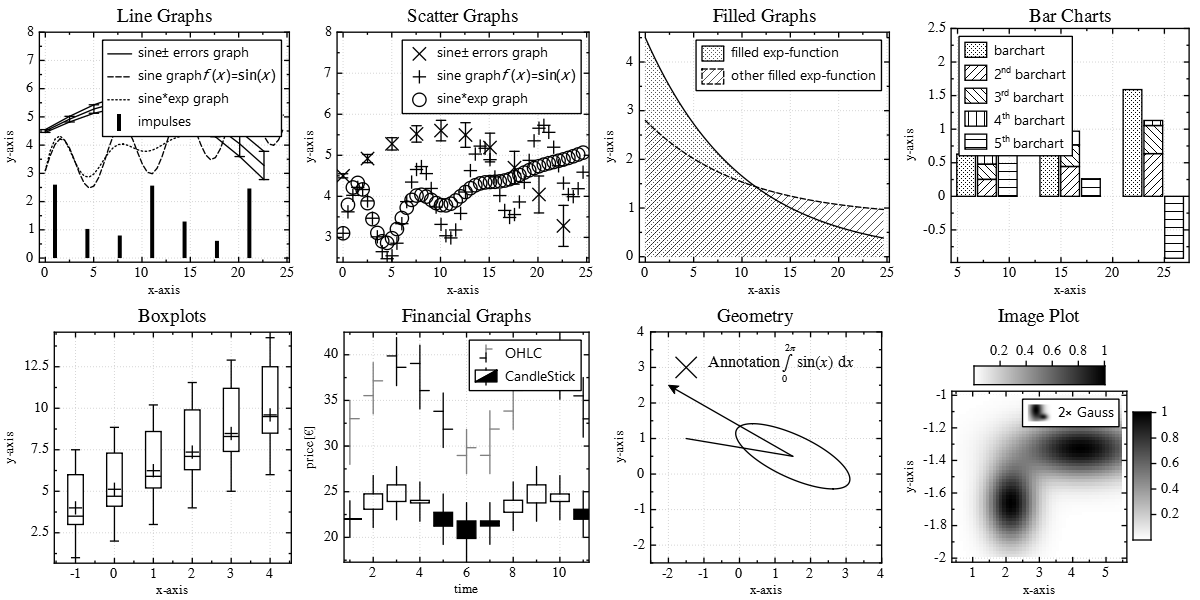 Line Graphs
8
7
6
5
4
3
2
1
0
y-axis
sine± errors graph
sine graph f(x)=sin(x)
sine*exp graph
impulses
0 5 10 15 20 25
x-axis
Scatter Graphs
8
7
6
5
4
3
y-axis
sine± errors graph
sine graph f(x)=sin(x)
sine*exp graph
0 5 10 15 20 25
x-axis
Filled Graphs
4
3
2
1
0
y-axis
filled exp-function
other filled exp-function
0 5 10 15 20 25
x-axis
Bar Charts
2.5
2
1.5
1
0.5
0
-0.5
y-axis
barchart
2nd barchart
3rd barchart
4th barchart
5th barchart
5 10 15 20 25
x-axis
Boxplots
12.5
10
7.5
5
2.5
y-axis
-1 0 1 2 3 4
x-axis
Financial Graphs
40
35
30
25
20
price [€]
OHLC
CandleStick
2 4 6 8 10
time
Geometry
4
3
2
1
0
-1
-2
y-axis
Annotation ∫₀^2π sin(x) dx
-2 -1 0 1 2 3 4
x-axis
Image Plot
0.2 0.4 0.6 0.8 1
-1
-1.2
-1.4
-1.6
-1.8
-2
y-axis
2× Gauss
1
0.8
0.6
0.4
0.2
1 2 3 4 5
x-axis